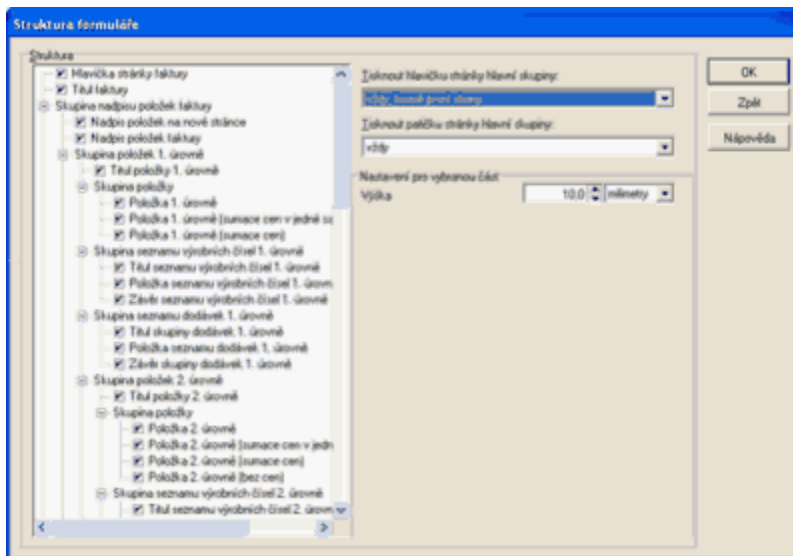 Struktura formuláře
Struktura
Hlavička stránky faktury
Titul faktury
Skupina nadpisu položek faktury
Nadpis položek na nové stránce
Nadpis položek faktury
Skupina položek 1. úrovně
Titul položky 1. úrovně
Skupina položky
Položka 1. úrovně
Položka 1. úrovně (sumace cen v jedné
Položka 1. úrovně (sumace cen)
Skupina seznamu výrobních čísel 1. úrovně
Titul seznamu výrobních čísel 1. úrovně
Položka seznamu výrobních čísel 1. úrovn
Závěr seznamu výrobních čísel 1. úrovně
Skupina seznamu dodávek 1. úrovně
Titul skupiny dodávek 1. úrovně
Položka seznamu dodávek 1. úrovně
Závěr skupiny dodávek 1. úrovně
Skupina položek 2. úrovně
Titul položky 2. úrovně
Skupina položky
Položka 2. úrovně
Položka 2. úrovně (sumace cen v jedn
Položka 2. úrovně (sumace cen)
Položka 2. úrovně (bez cen)
Skupina seznamu výrobních čísel 2. úrovně
Titul seznamu výrobních čísel 2. úrovn
Tisknout hlavičku stránky hlavní skupiny:
vždy, kromě první strany
Tisknout patičku stránky hlavní skupiny:
vždy
Nastavení pro vybranou část
Výška
10,0
milimetry
OK
Zpět
Nápověda